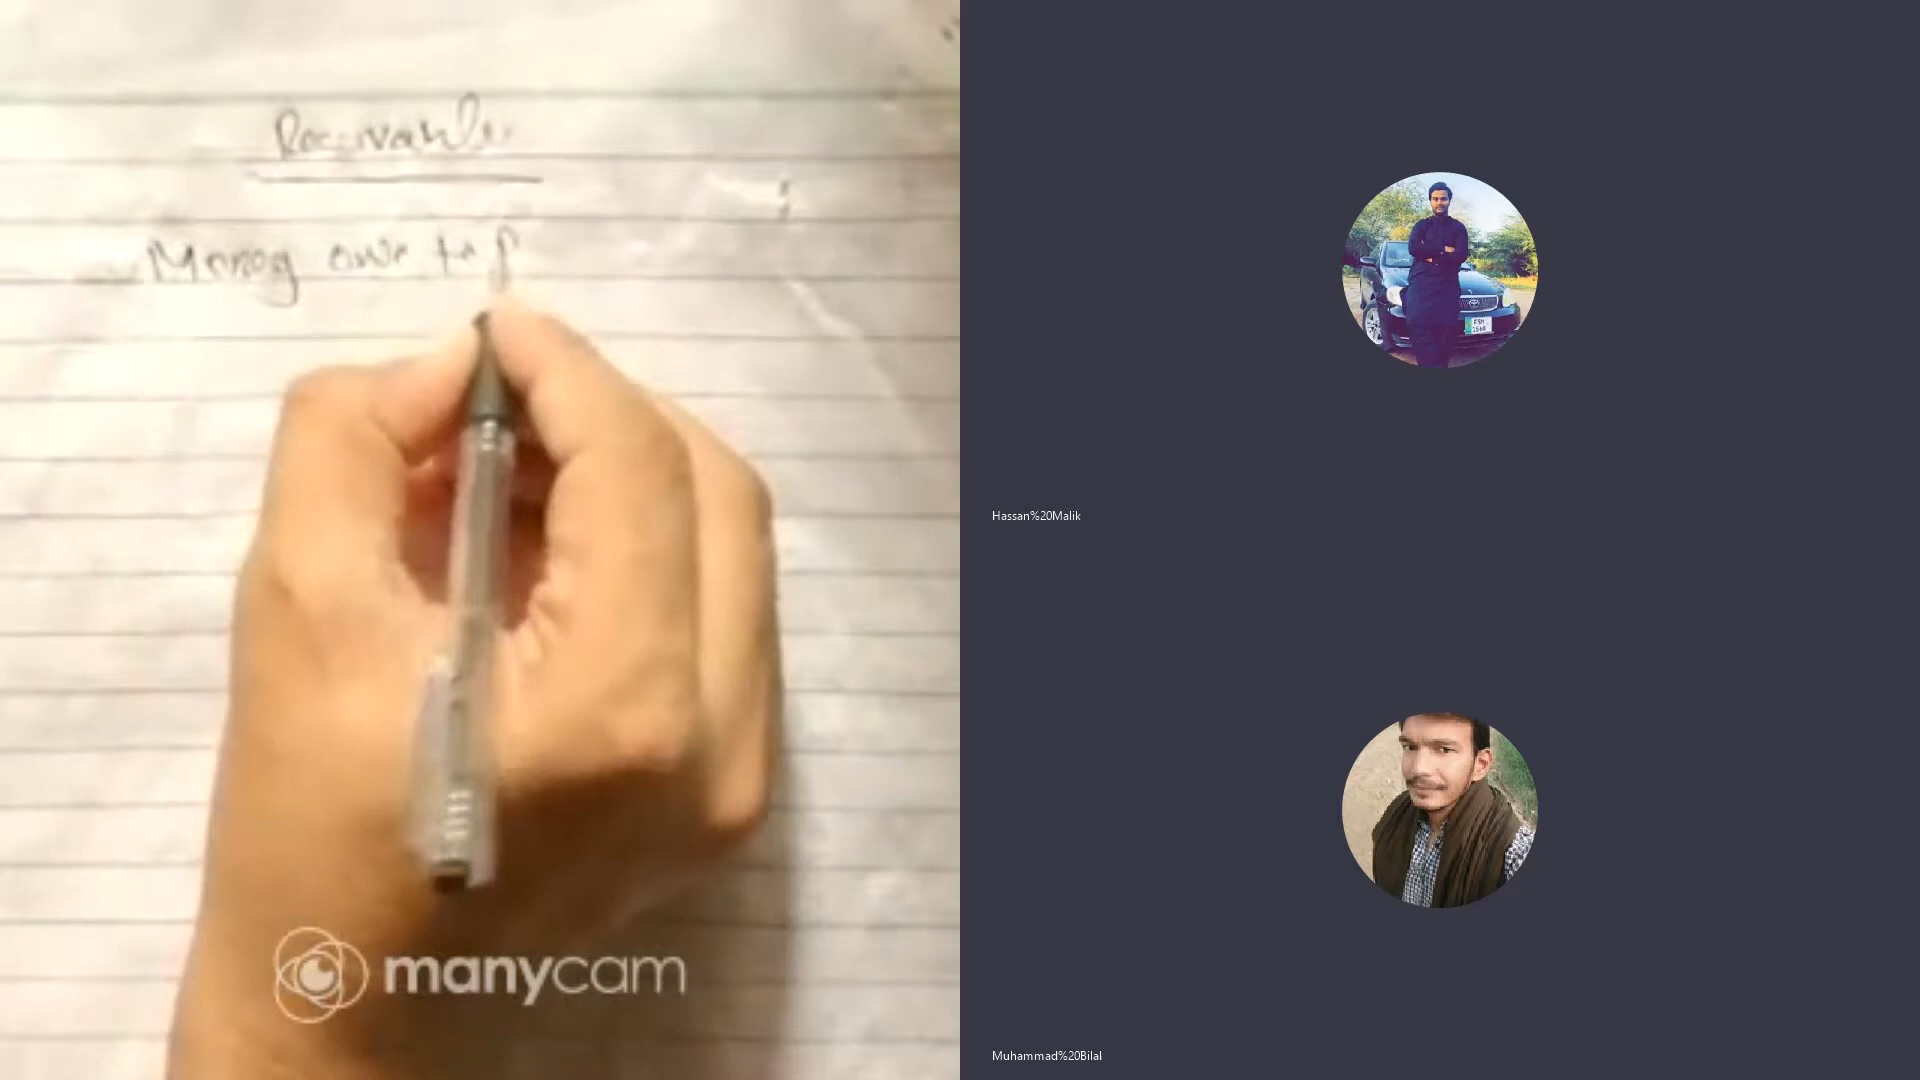 Receivable
Money owe to
manycam
Hassan%20Malik
Muhammad%20Bilal